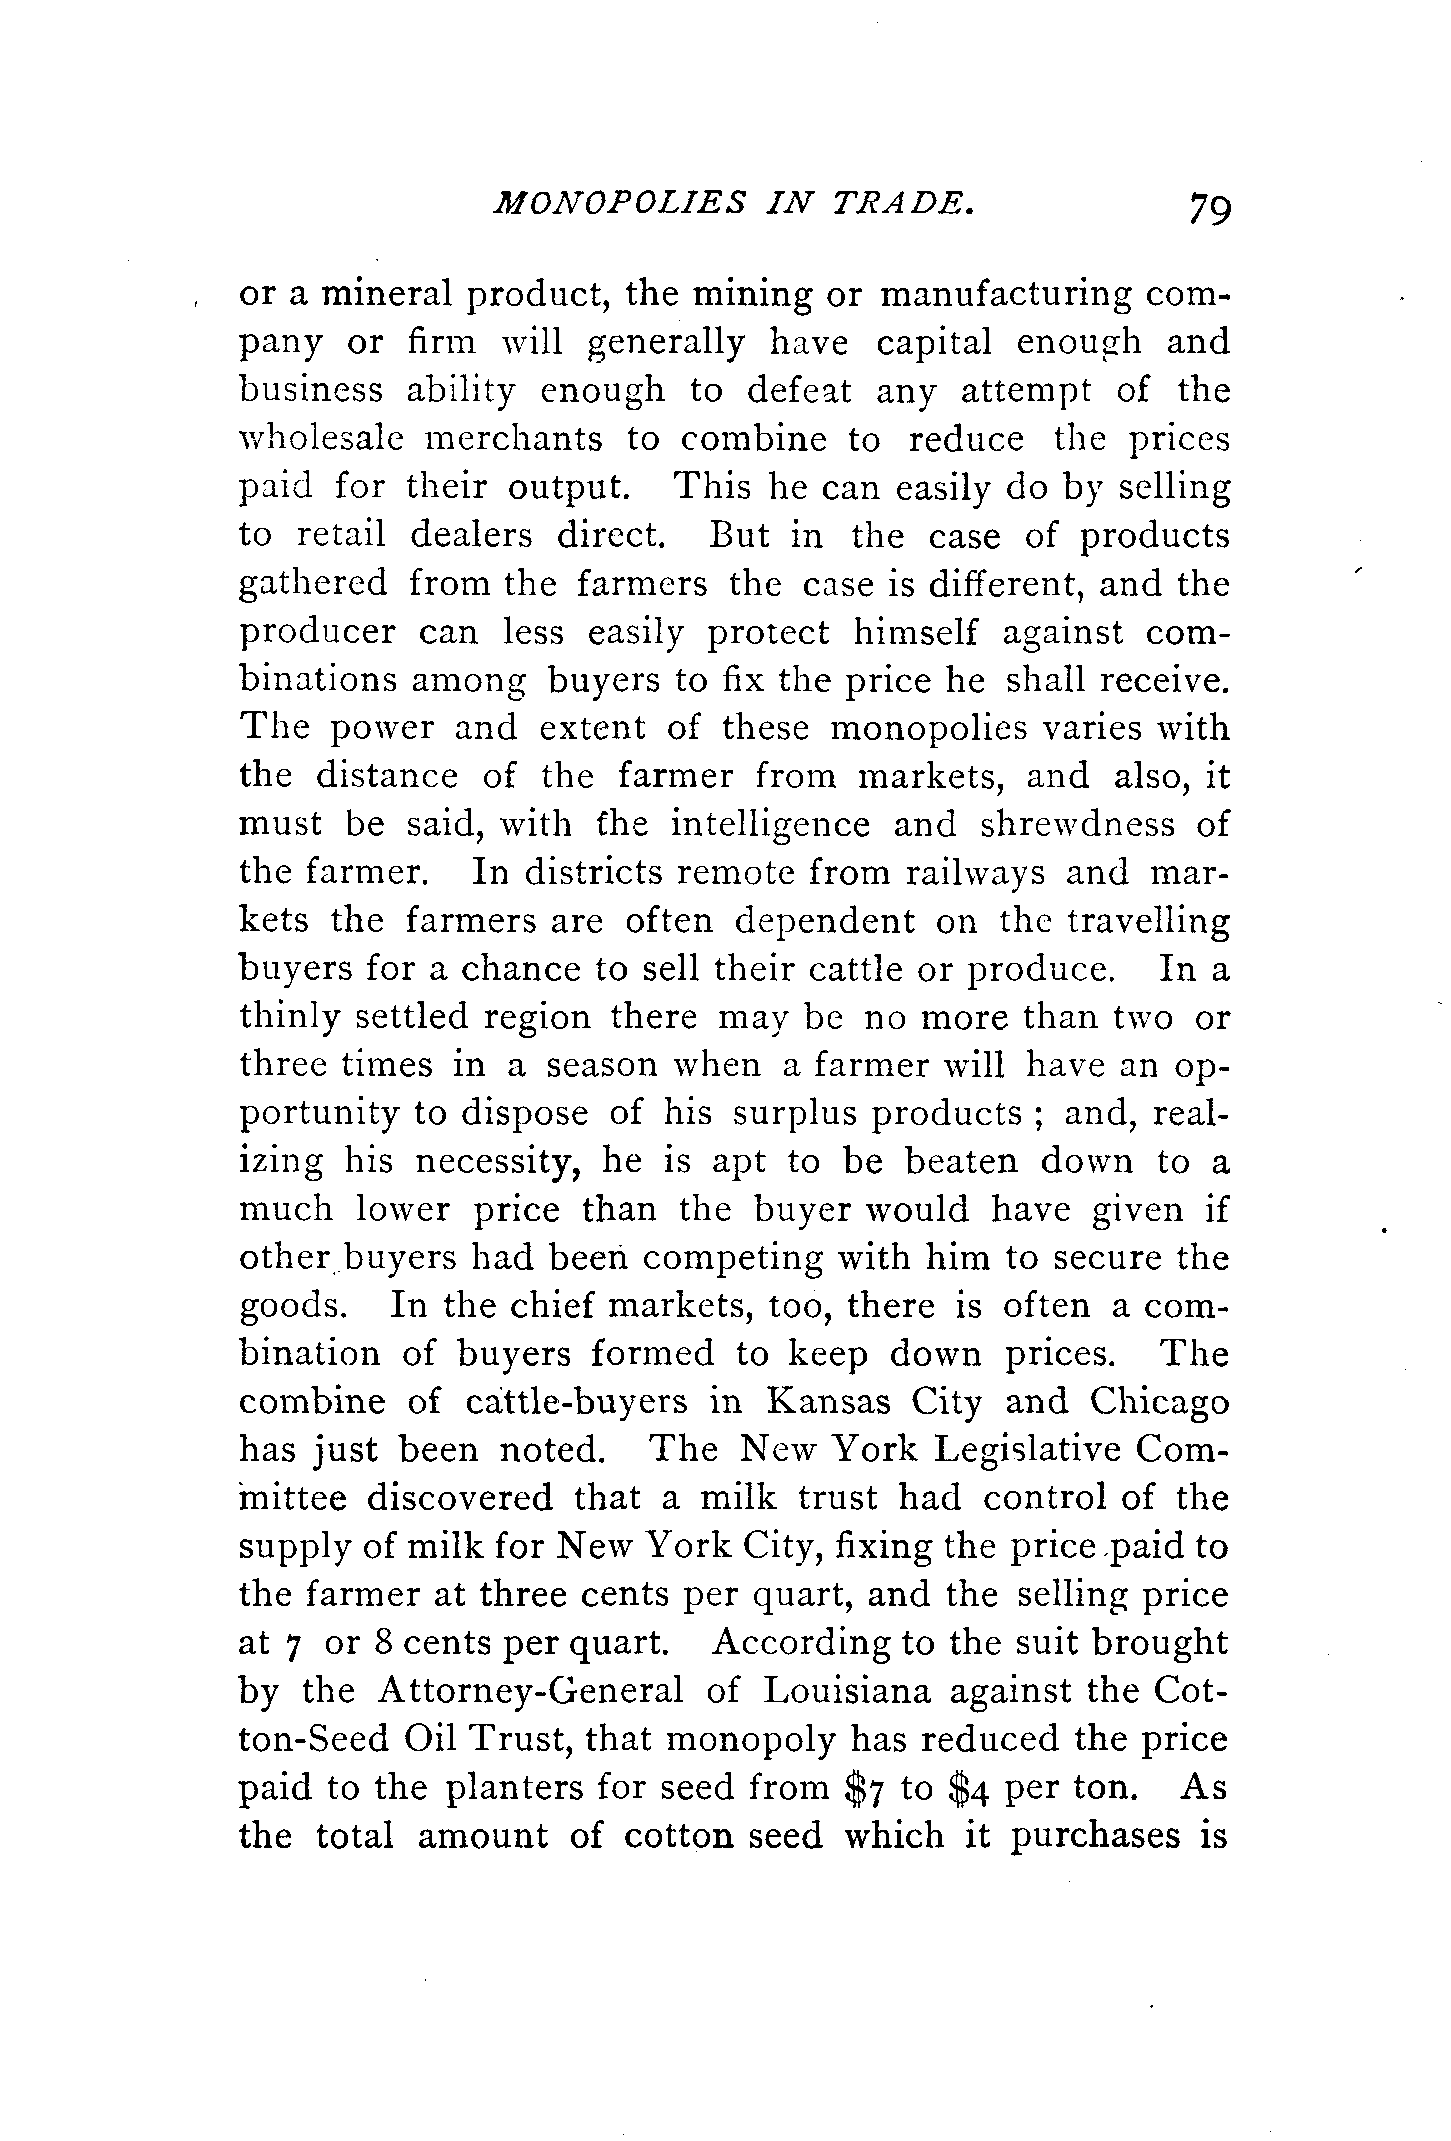 MONOPOLIES IN TRADE. 79
or a mineral product, the mining or manufacturing com-
pany or firm will generally have capital enough and
business ability enough to defeat any attempt of the
wholesale merchants to combine to reduce the prices
paid for their output. This he can easily do by selling
to retail dealers direct. But in the case of products
gathered from the farmers the case is different, and the
producer can less easily protect himself against com-
binations among buyers to fix the price he shall receive.
The power and extent of these monopolies varies with
the distance of the farmer from markets, and also, it
must be said, with the intelligence and shrewdness of
the farmer. In districts remote from railways and mar-
kets the farmers are often dependent on the travelling
buyers for a chance to sell their cattle or produce. In a
thinly settled region there may be no more than two or
three times in a season when a farmer will have an op-
portunity to dispose of his surplus products ; and, real-
izing his necessity, he is apt to be beaten down to a
much lower price than the buyer would have given if
other buyers had been competing with him to secure the
goods. In the chief markets, too, there is often a com-
bination of buyers formed to keep down prices. The
combine of cattle-buyers in Kansas City and Chicago
has just been noted. The New York Legislative Com-
mittee discovered that a milk trust had control of the
supply of milk for New York City, fixing the price paid to
the farmer at three cents per quart, and the selling price
at 7 or 8 cents per quart. According to the suit brought
by the Attorney-General of Louisiana against the Cot-
ton-Seed Oil Trust, that monopoly has reduced the price
paid to the planters for seed from $7 to $4 per ton. As
the total amount of cotton seed which it purchases is